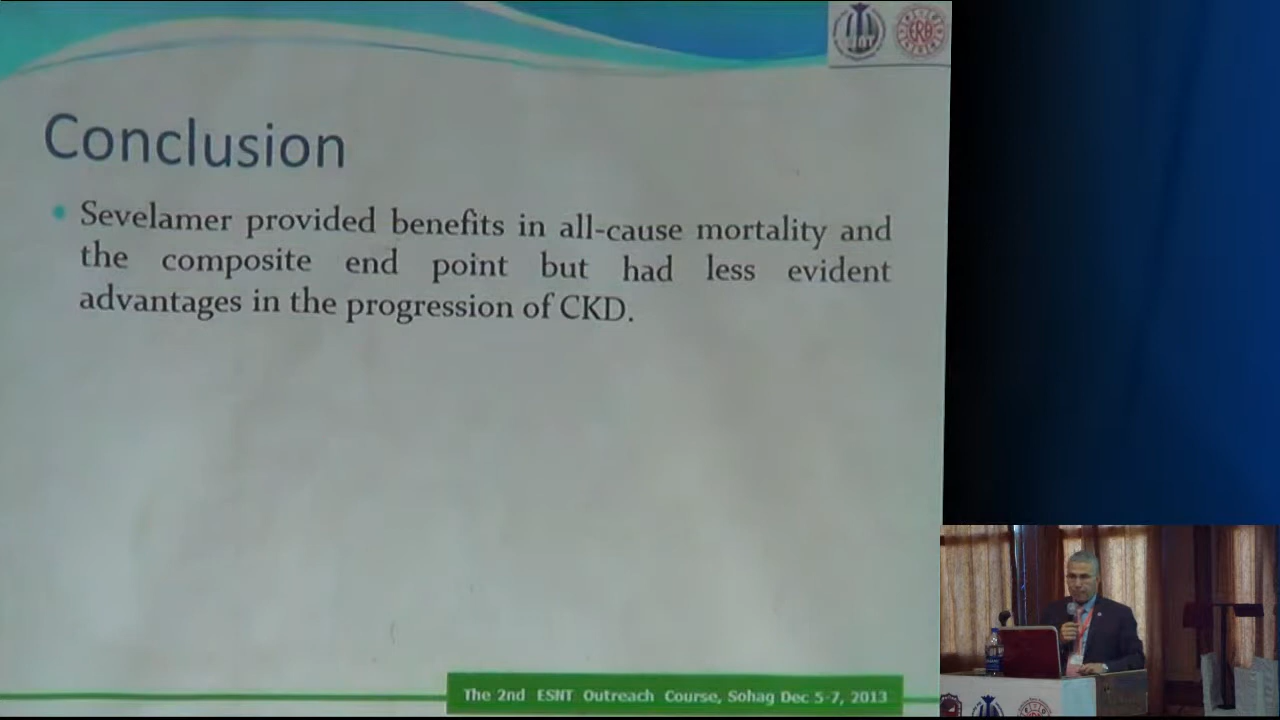 Conclusion
Sevelamer provided benefits in all-cause mortality and
the composite end point but had less evident
advantages in the progression of CKD.
The 2nd ESNT Outreach Course, Sohag Dec 5-7, 2013